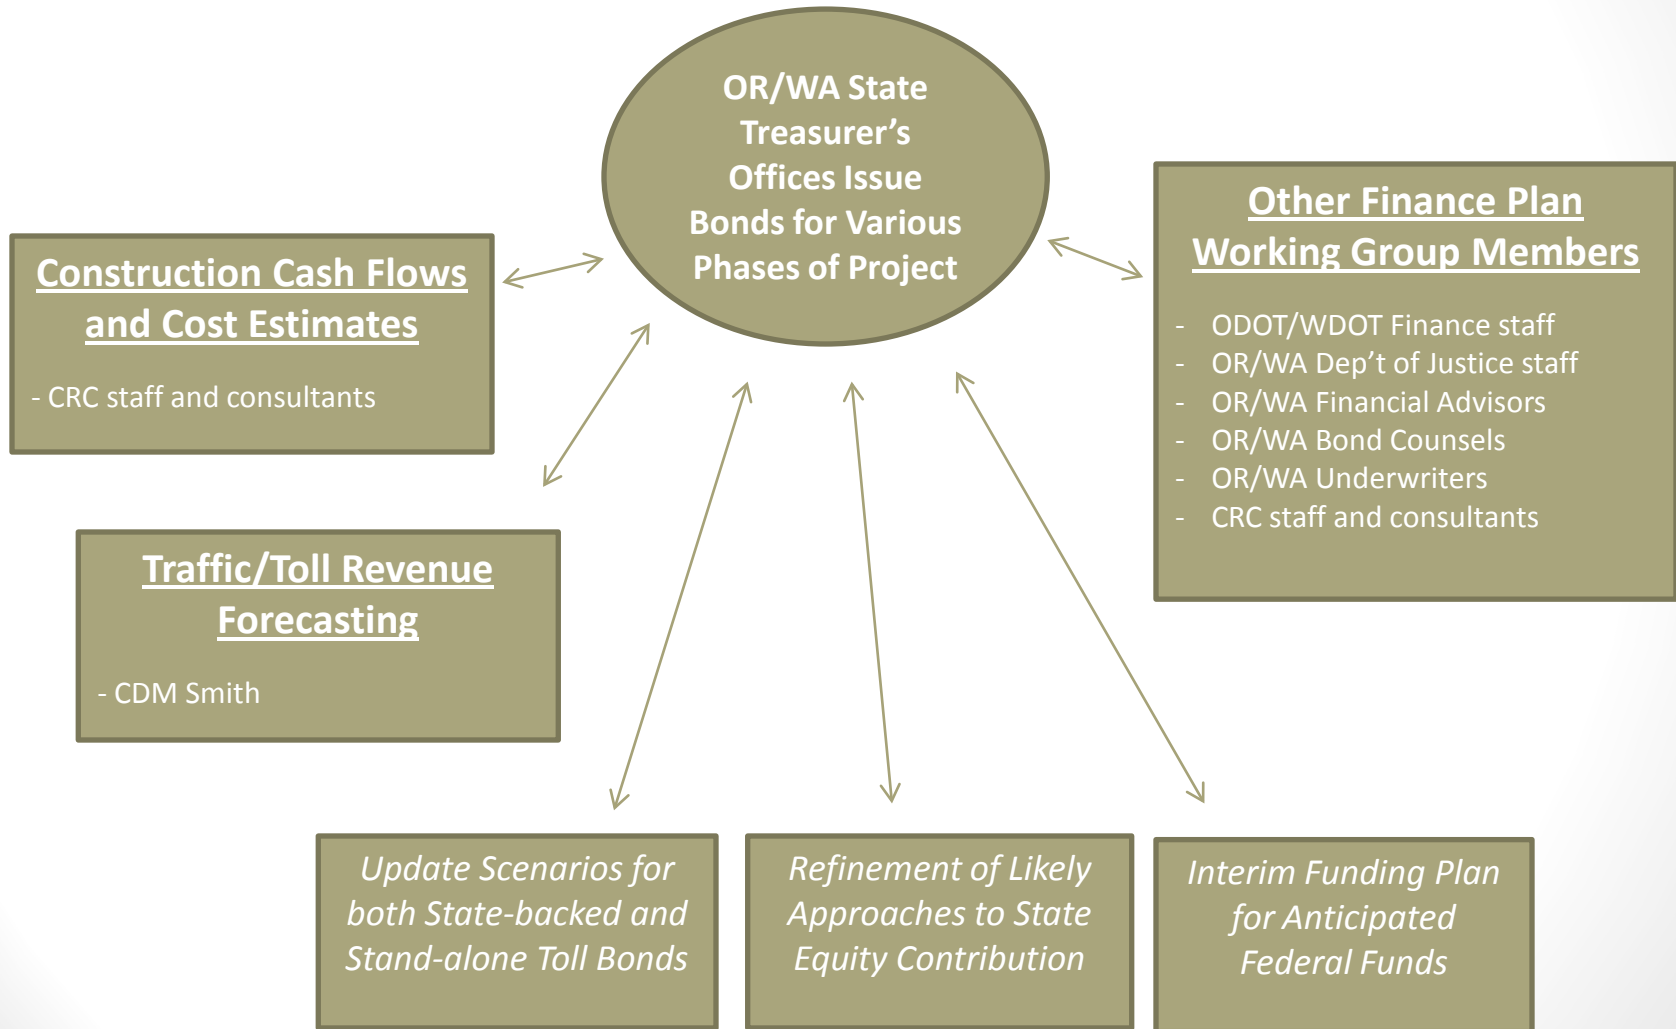 OR/WA State
Treasurer’s
Offices Issue
Bonds for Various
Phases of Project
Construction Cash Flows
and Cost Estimates
- CRC staff and consultants
Other Finance Plan
Working Group Members
- ODOT/WDOT Finance staff
- OR/WA Dep’t of Justice staff
- OR/WA Financial Advisors
- OR/WA Bond Counsels
- OR/WA Underwriters
- CRC staff and consultants
Traffic/Toll Revenue
Forecasting
- CDM Smith
Update Scenarios for
both State-backed and
Stand-alone Toll Bonds
Refinement of Likely
Approaches to State
Equity Contribution
Interim Funding Plan
for Anticipated
Federal Funds